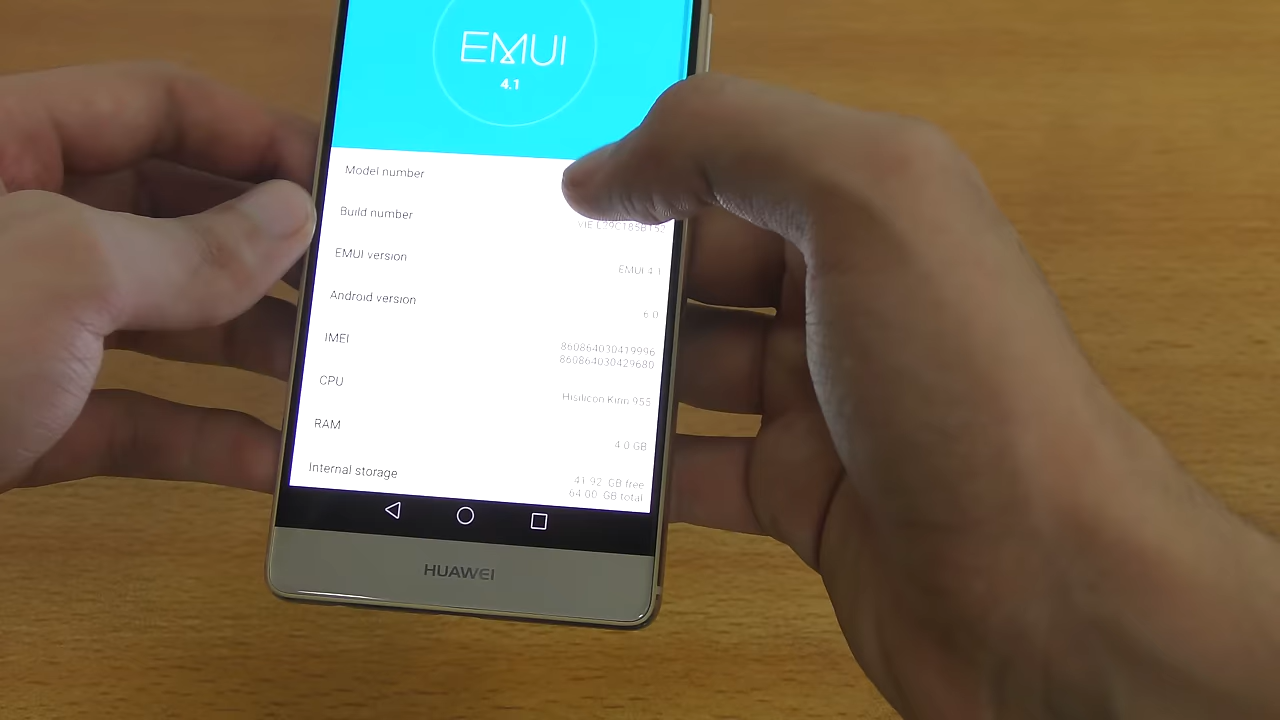 EMUI
4.1
Model number
Build number
VIE-L29C185B152
EMUI version
EMUI 4.1
Android version
6.0
IMEI
860864030419996
860864030429680
CPU
Hisilicon Kirin 955
RAM
4.0 GB
Internal storage
41.92 GB free
64.00 GB total
HUAWEI